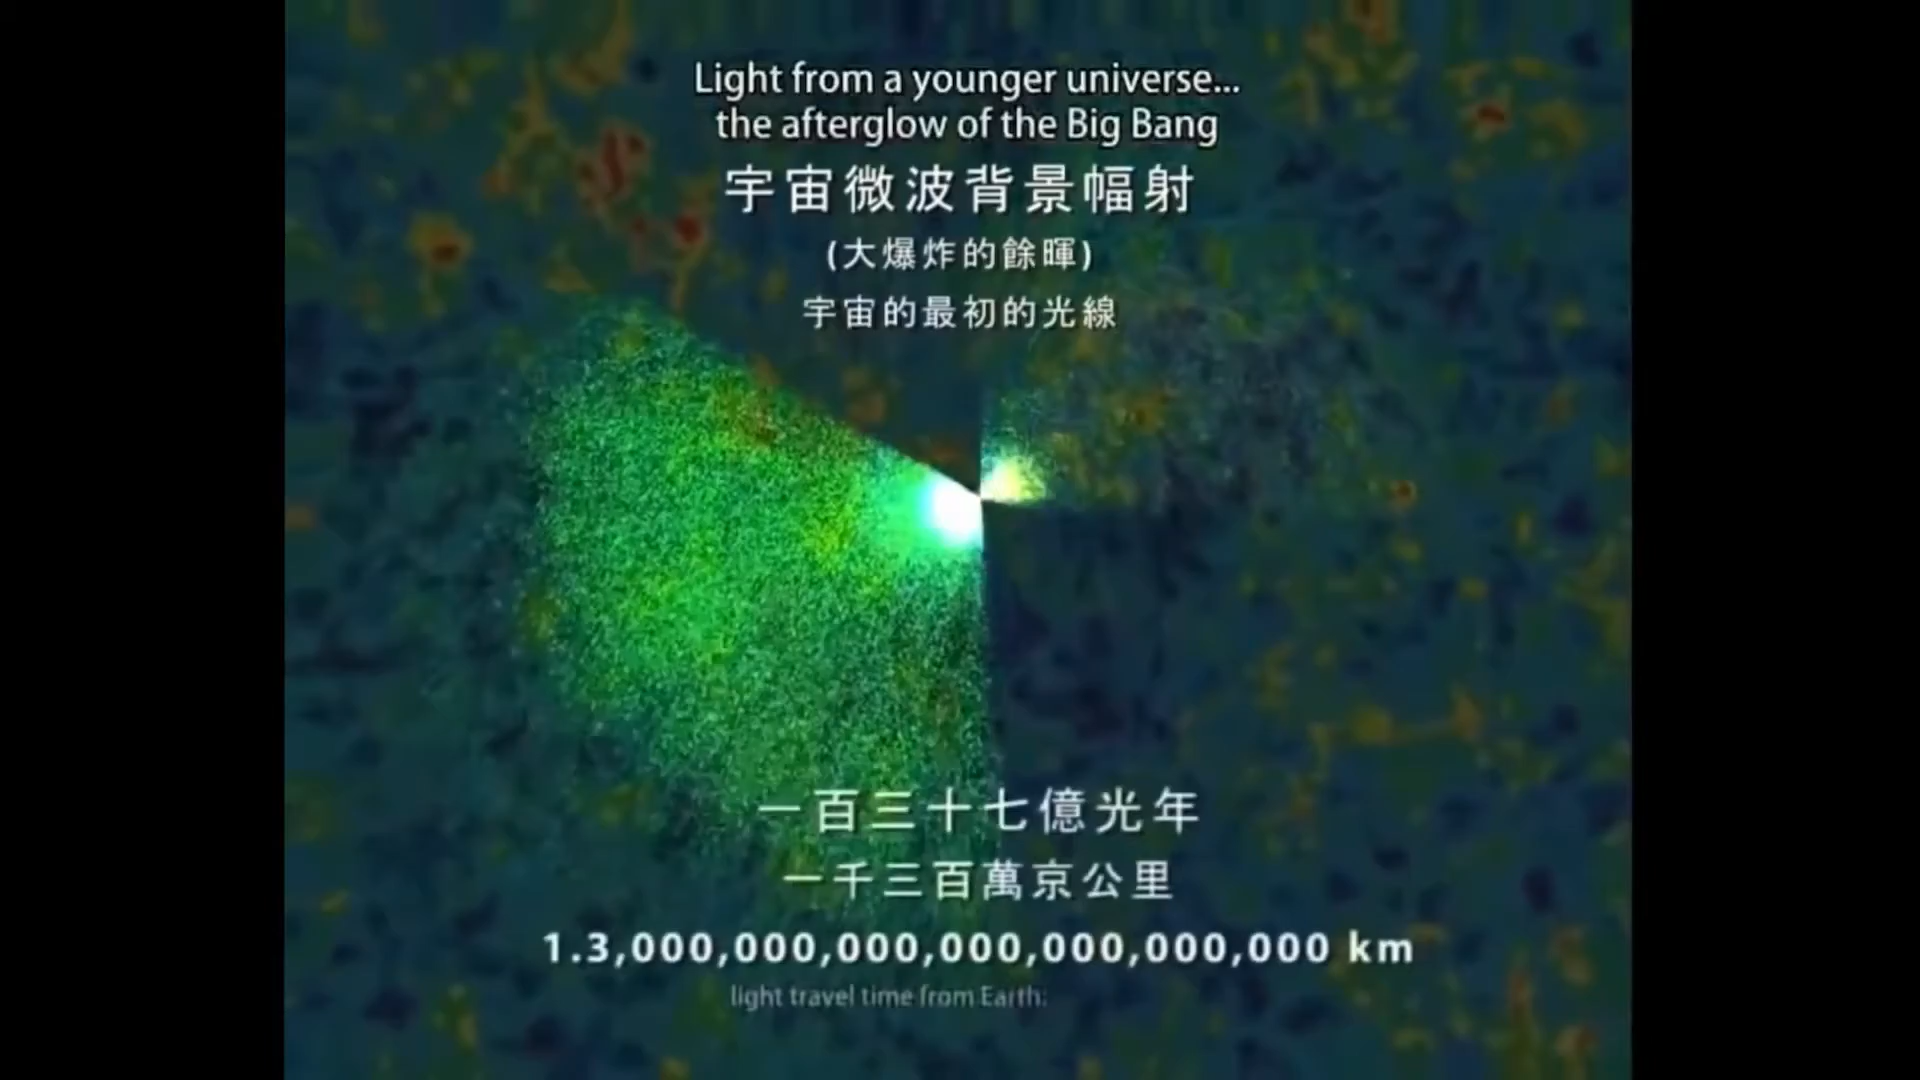 Light from a younger universe...
the afterglow of the Big Bang
宇宙微波背景幅射
(大爆炸的餘暉)
宇宙的最初的光線
一百三十七億光年
一千三百萬京公里
1.3,000,000,000,000,000,000,000 km
light travel time from Earth: